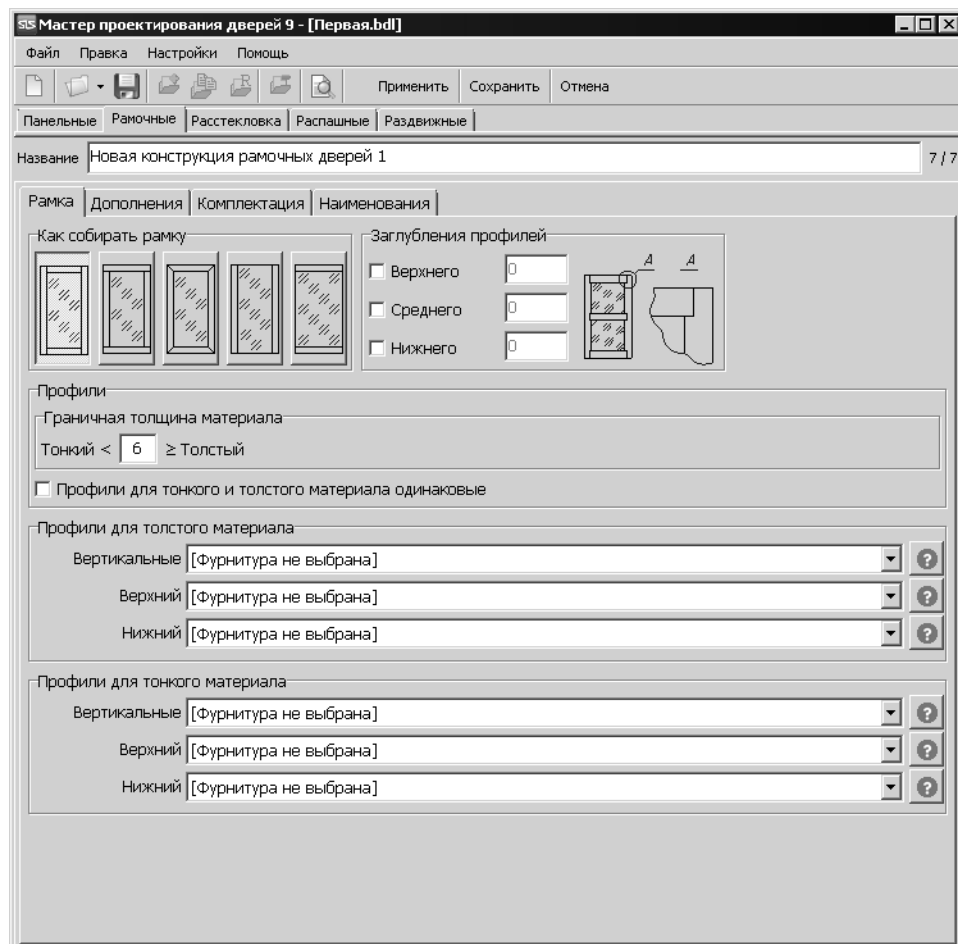 SLS Мастер проектирования дверей 9 - [Первая.bdl]
Файл Правка Настройки Помощь
Применить Сохранить Отмена
Панельные Рамочные Расстекловка Распашные Раздвижные
Название Новая конструкция рамочных дверей 1 7 / 7
Рамка Дополнения Комплектация Наименования
Как собирать рамку Заглубления профилей
Верхнего 0 A A
Среднего 0
Нижнего 0
Профили
Граничная толщина материала
Тонкий < 6 ≥ Толстый
Профили для тонкого и толстого материала одинаковые
Профили для толстого материала
Вертикальные [Фурнитура не выбрана] ?
Верхний [Фурнитура не выбрана] ?
Нижний [Фурнитура не выбрана] ?
Профили для тонкого материала
Вертикальные [Фурнитура не выбрана] ?
Верхний [Фурнитура не выбрана] ?
Нижний [Фурнитура не выбрана] ?